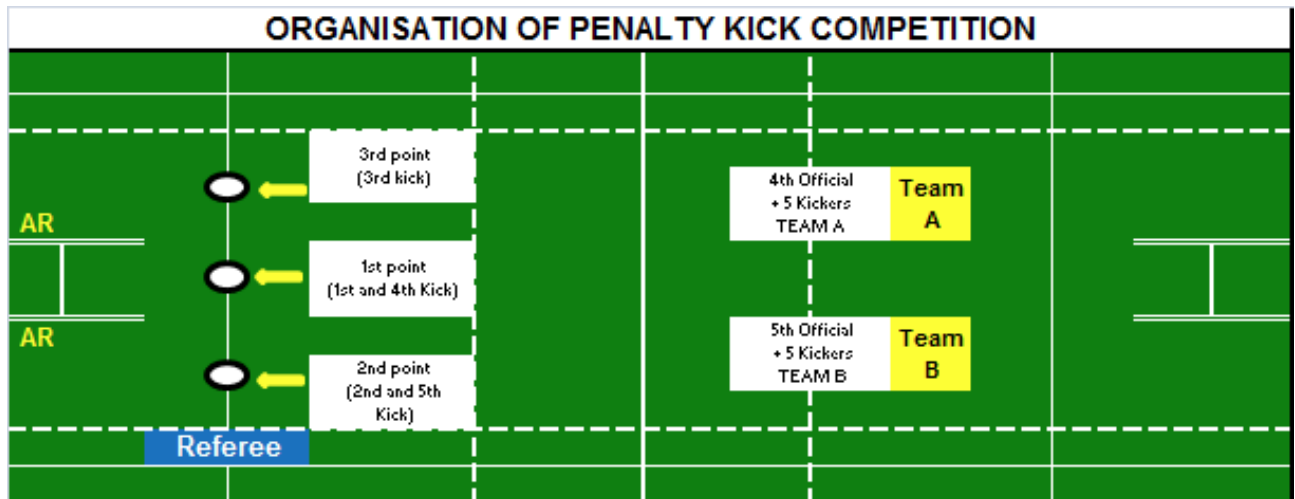 ORGANISATION OF PENALTY KICK COMPETITION
3rd point
(3rd kick)
4th Official
+ 5 Kickers
TEAM A
Team
A
AR
1st point
(1st and 4th Kick)
AR
5th Official
+ 5 Kickers
TEAM B
Team
B
2nd point
(2nd and 5th
Kick)
Referee